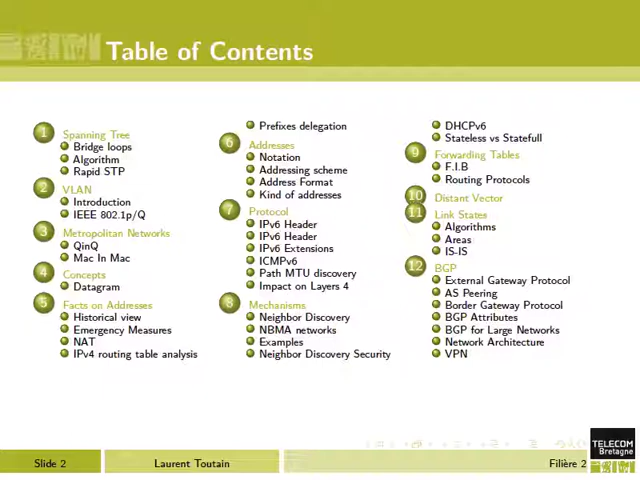 Table of Contents
1 Spanning Tree
Bridge loops
Algorithm
Rapid STP
2 VLAN
Introduction
IEEE 802.1p/Q
3 Metropolitan Networks
QinQ
Mac In Mac
4 Concepts
Datagram
5 Facts on Addresses
Historical view
Emergency Measures
NAT
IPv4 routing table analysis
Prefixes delegation
6 Addresses
Notation
Addressing scheme
Address Format
Kind of addresses
7 Protocol
IPv6 Header
IPv6 Header
IPv6 Extensions
ICMPv6
Path MTU discovery
Impact on Layers 4
8 Mechanisms
Neighbor Discovery
NBMA networks
Examples
Neighbor Discovery Security
DHCPv6
Stateless vs Statefull
9 Forwarding Tables
F.I.B
Routing Protocols
10 Distant Vector
11 Link States
Algorithms
Areas
IS-IS
12 BGP
External Gateway Protocol
AS Peering
Border Gateway Protocol
BGP Attributes
BGP for Large Networks
Network Architecture
VPN
TELECOM
Bretagne
Slide 2
Laurent Toutain
Filière 2